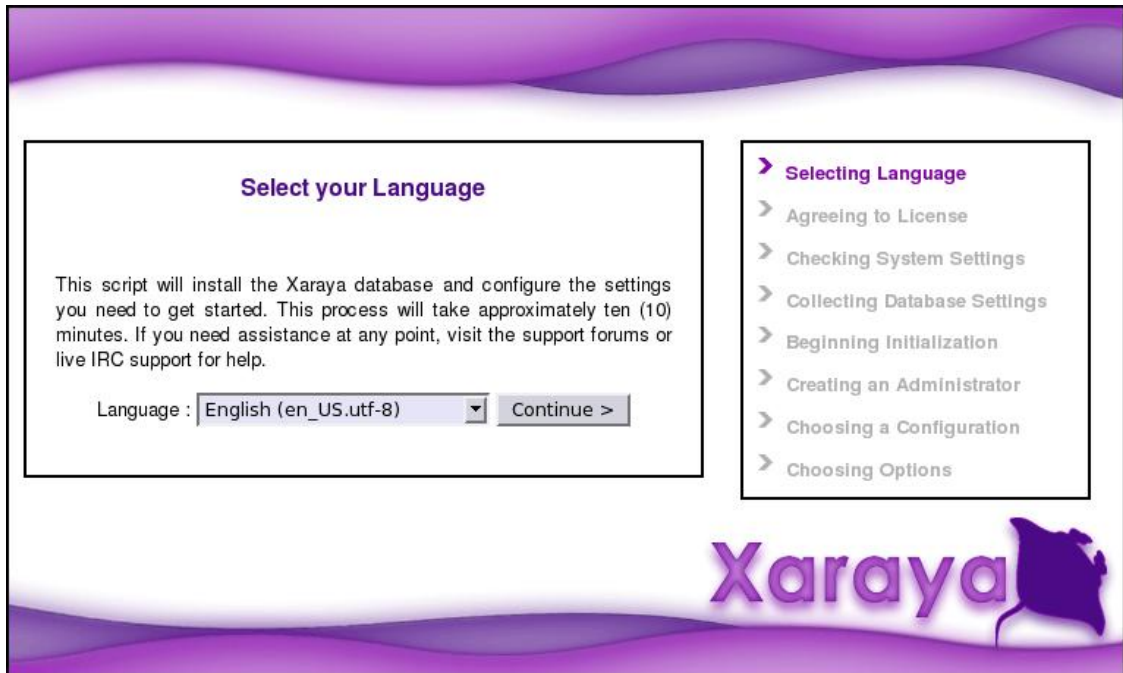 Select your Language
This script will install the Xaraya database and configure the settings
you need to get started. This process will take approximately ten (10)
minutes. If you need assistance at any point, visit the support forums or
live IRC support for help.
Language : English (en_US.utf-8) Continue >
Selecting Language
Agreeing to License
Checking System Settings
Collecting Database Settings
Beginning Initialization
Creating an Administrator
Choosing a Configuration
Choosing Options
Xaraya